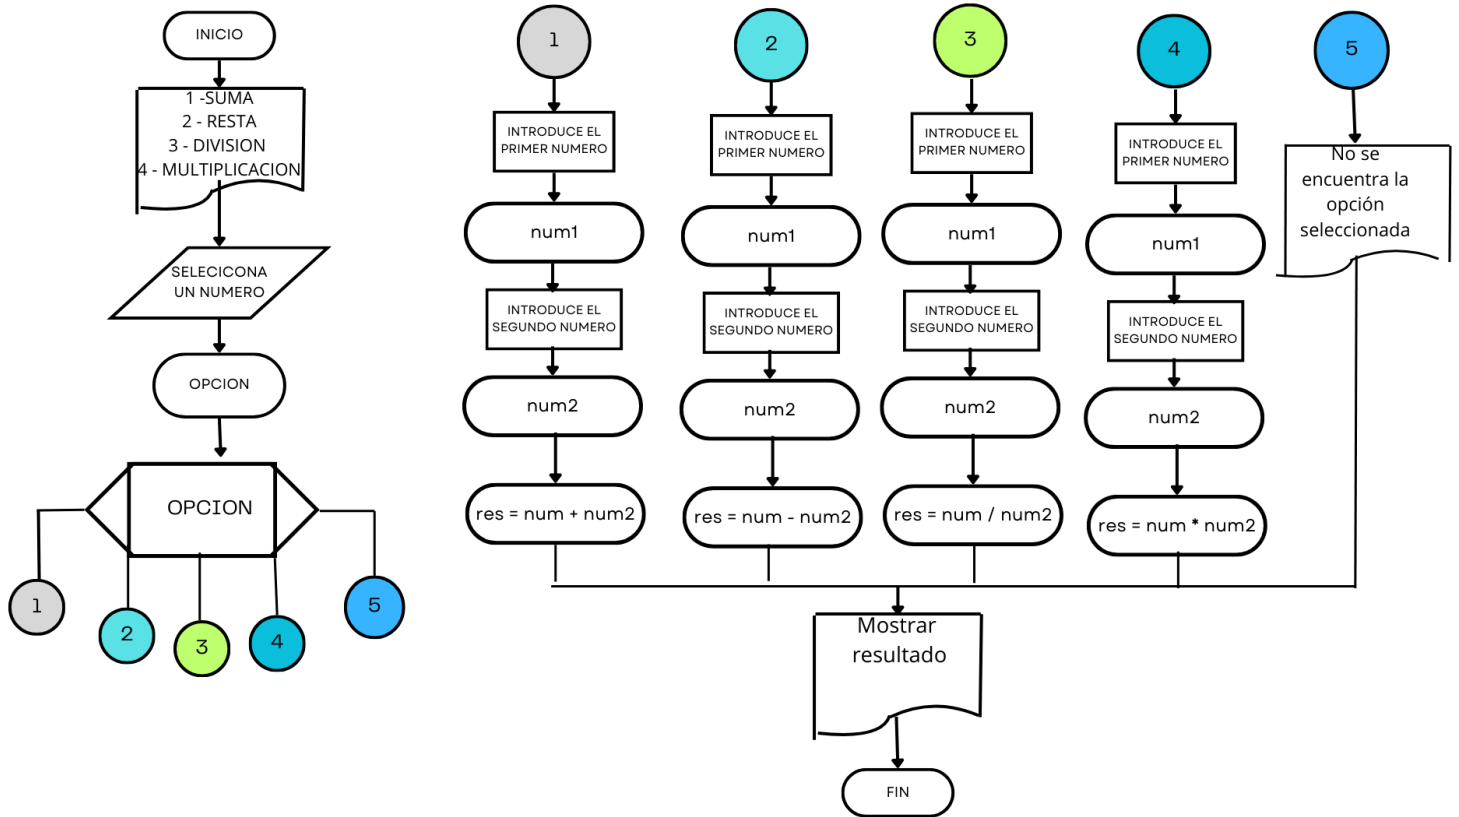 INICIO
1 -SUMA
2 - RESTA
3 - DIVISION
4 - MULTIPLICACION
SELECICONA
UN NUMERO
OPCION
OPCION
1
2
3
4
5
1
INTRODUCE EL
PRIMER NUMERO
num1
INTRODUCE EL
SEGUNDO NUMERO
num2
res = num + num2
2
INTRODUCE EL
PRIMER NUMERO
num1
INTRODUCE EL
SEGUNDO NUMERO
num2
res = num - num2
3
INTRODUCE EL
PRIMER NUMERO
num1
INTRODUCE EL
SEGUNDO NUMERO
num2
res = num / num2
4
INTRODUCE EL
PRIMER NUMERO
num1
INTRODUCE EL
SEGUNDO NUMERO
num2
res = num * num2
5
No se
encuentra la
opción
seleccionada
Mostrar
resultado
FIN